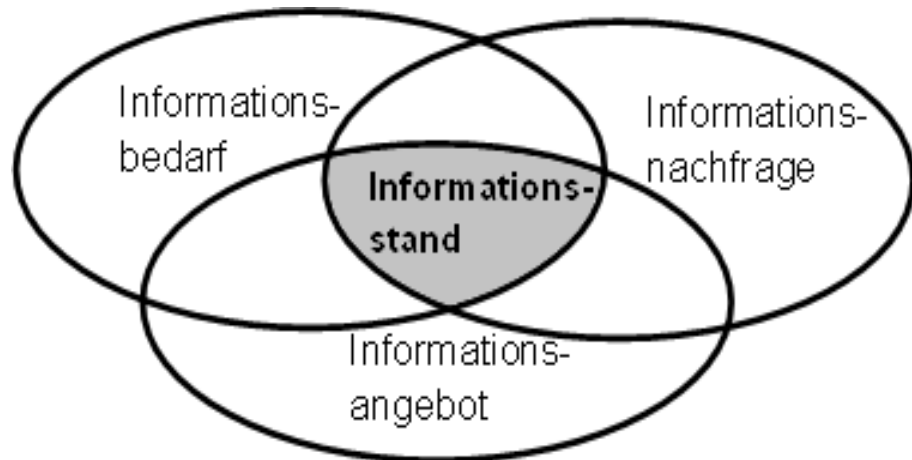 Informations-
bedarf
Informations-
nachfrage
Informations-
stand
Informations-
angebot